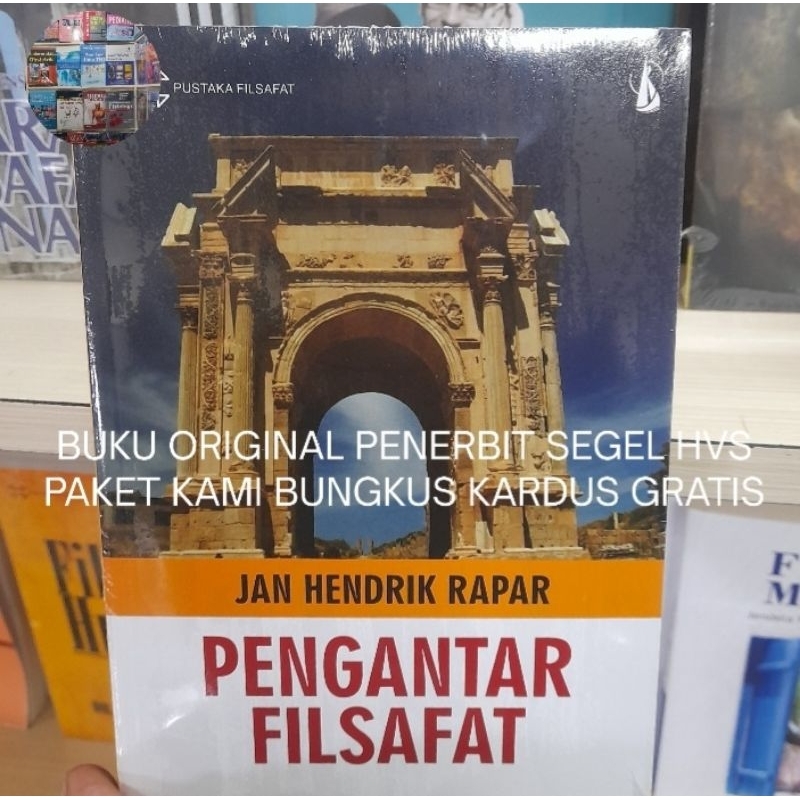 PUSTAKA FILSAFAT
BUKU ORIGINAL PENERBIT SEGEL HVS
PAKET KAMI BUNGKUS KARDUS GRATIS
JAN HENDRIK RAPAR
PENGANTAR
FILSAFAT